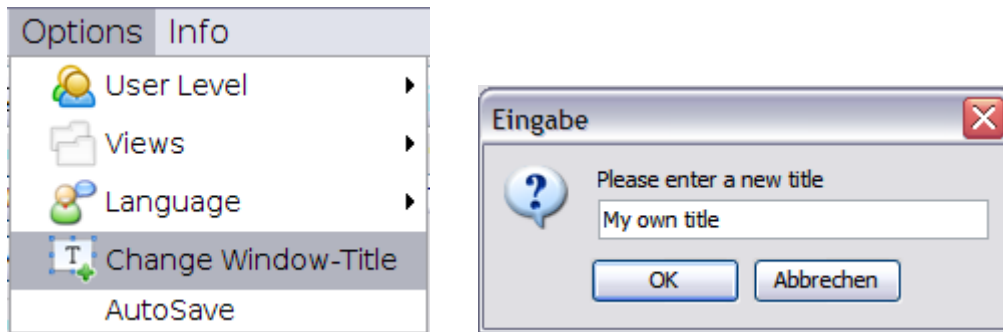 Options Info
User Level
Views
Language
Change Window-Title
AutoSave
Eingabe
Please enter a new title
My own title
OK Abbrechen